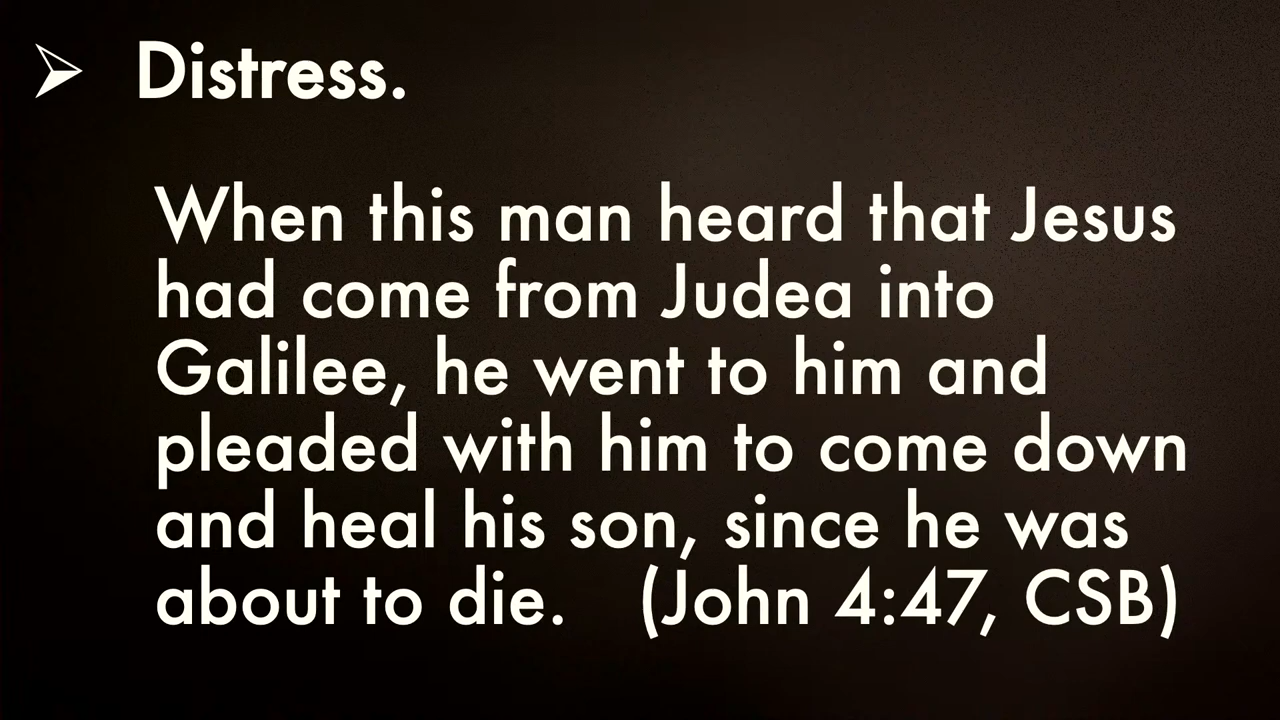 ➢ Distress.
When this man heard that Jesus
had come from Judea into
Galilee, he went to him and
pleaded with him to come down
and heal his son, since he was
about to die. (John 4:47, CSB)